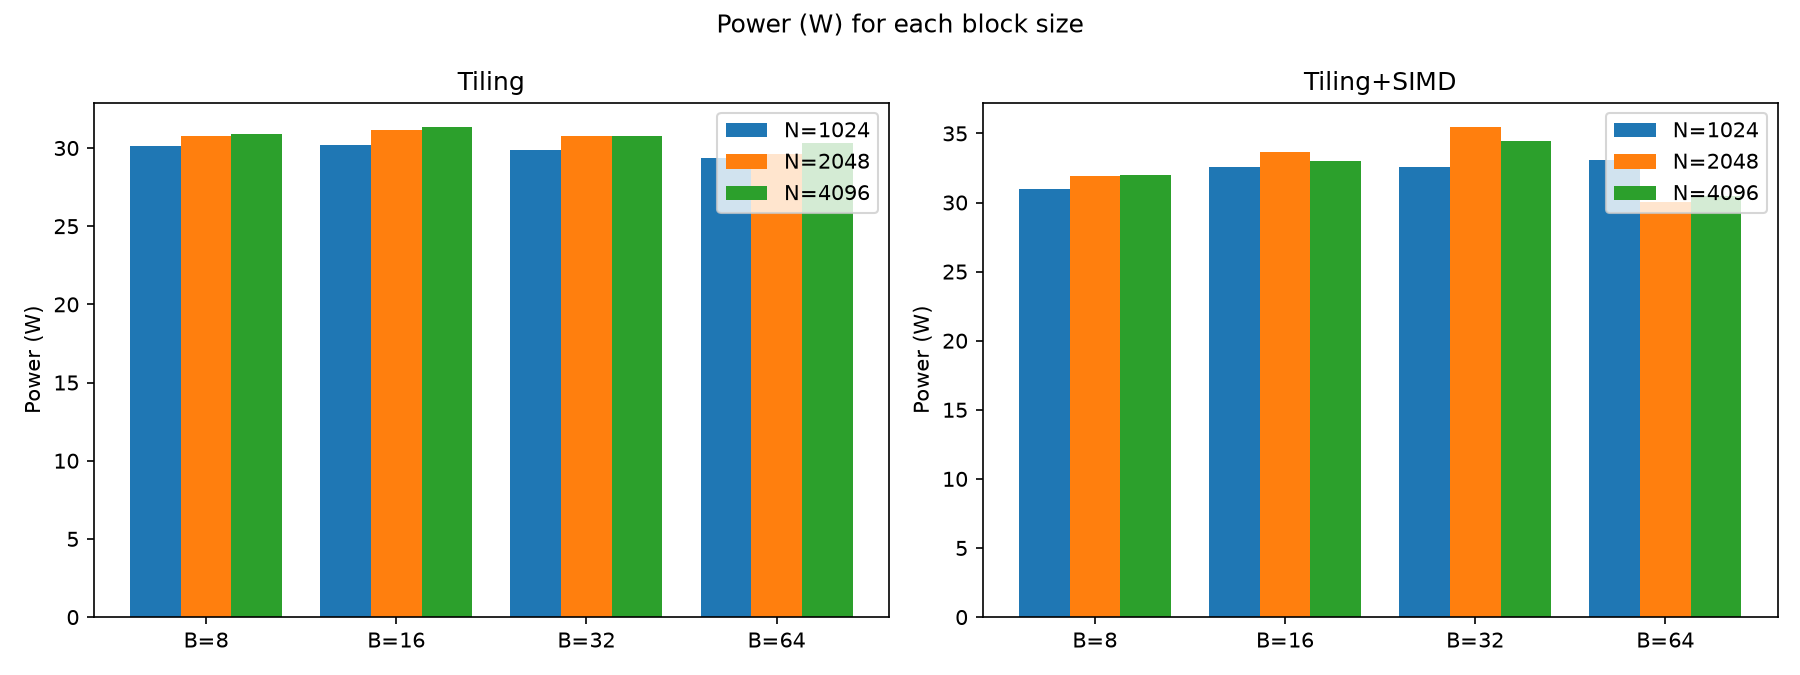 Power (W) for each block size
Tiling
Power (W)
30
25
20
15
10
5
0
N=1024
N=2048
N=4096
B=8
B=16
B=32
B=64
Tiling+SIMD
Power (W)
35
30
25
20
15
10
5
0
N=1024
N=2048
N=4096
B=8
B=16
B=32
B=64